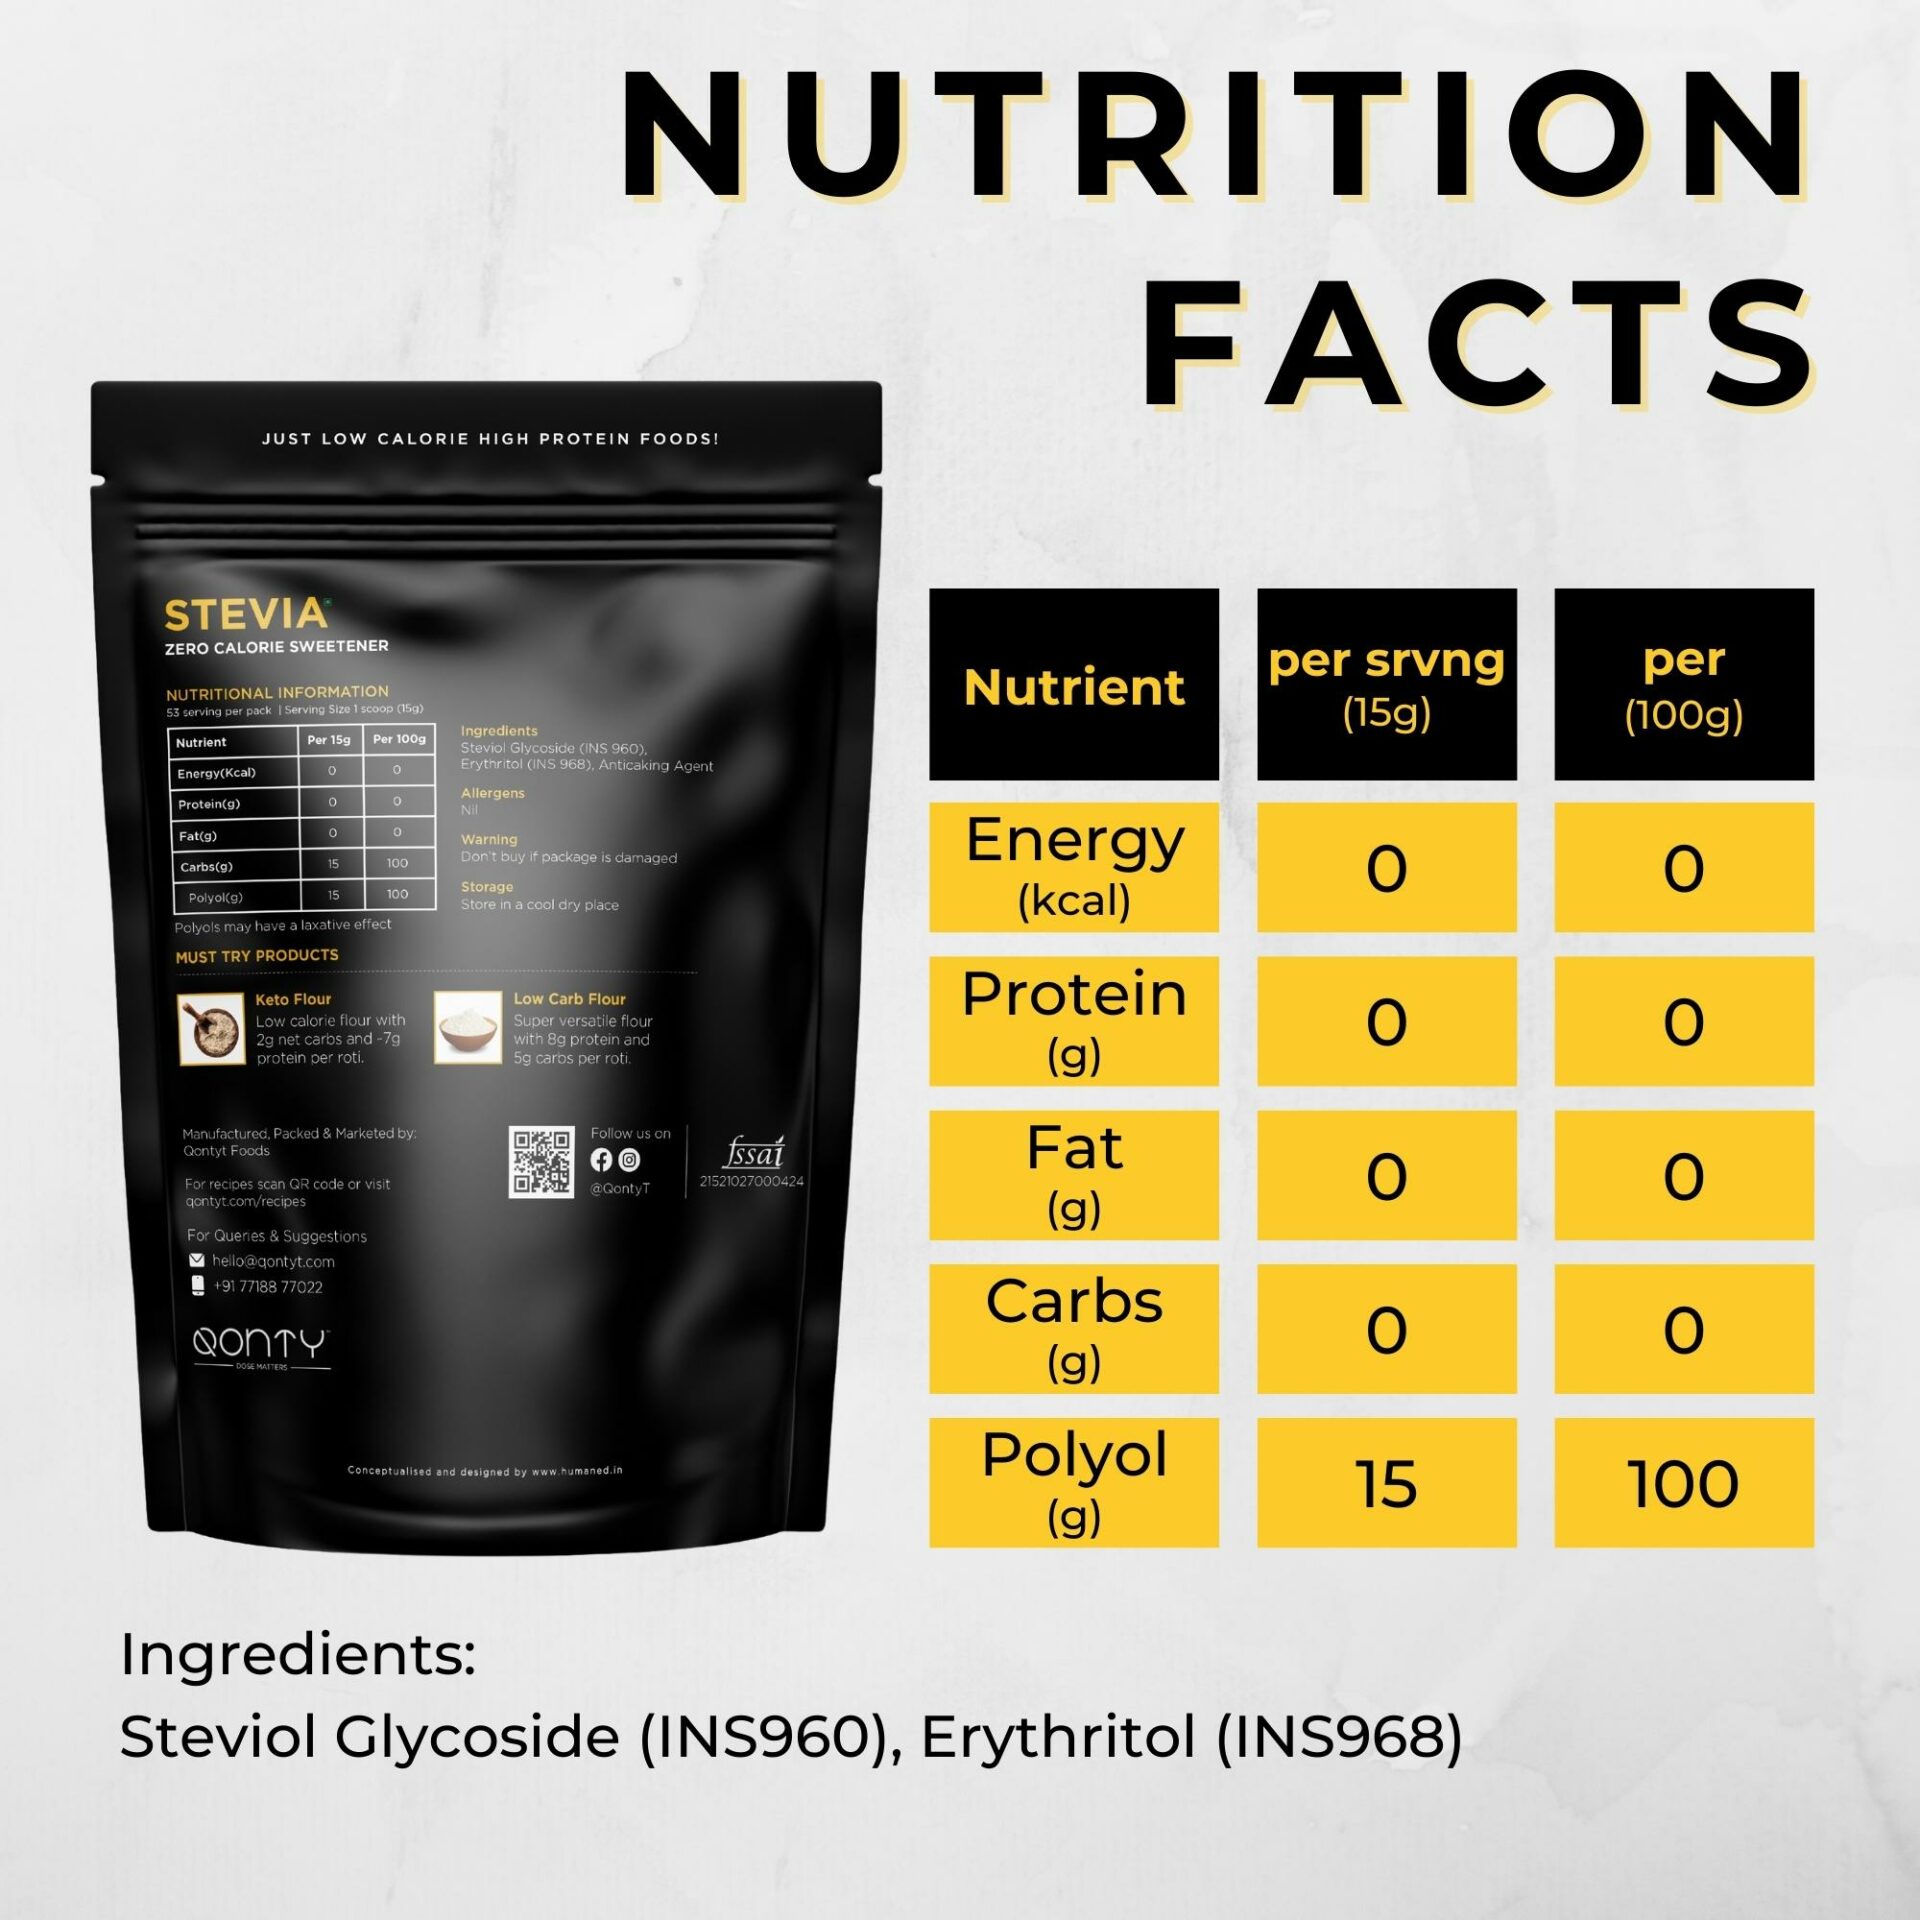 NUTRITION
FACTS
JUST LOW CALORIE HIGH PROTEIN FOODS!
STEVIA
ZERO CALORIE SWEETENER
NUTRITIONAL INFORMATION
53 serving per pack | Serving Size 1 scoop (15g)
Nutrient Per 15g Per 100g
Energy(Kcal) 0 0
Protein(g) 0 0
Fat(g) 0 0
Carbs(g) 15 100
Polyol(g) 15 100
Polyols may have a laxative effect
Ingredients
Steviol Glycoside (INS 960),
Erythritol (INS 968), Anticaking Agent
Allergens
Nil
Warning
Don't buy if package is damaged
Storage
Store in a cool dry place
MUST TRY PRODUCTS
Keto Flour
Low calorie flour with
2g net carbs and ~7g
protein per roti.
Low Carb Flour
Super versatile flour
with 8g protein and
5g carbs per roti.
Manufactured, Packed & Marketed by:
Qontyt Foods
For recipes scan QR code or visit
qontyt.com/recipes
For Queries & Suggestions
hello@qontyt.com
+91 77188 77022
Follow us on
@QontyT
fssai
21521027000424
QONTY™
DOSE MATTERS
Conceptualised and designed by www.humaned.in
Nutrient per srvng (15g) per (100g)
Energy (kcal) 0 0
Protein (g) 0 0
Fat (g) 0 0
Carbs (g) 0 0
Polyol (g) 15 100
Ingredients:
Steviol Glycoside (INS960), Erythritol (INS968)